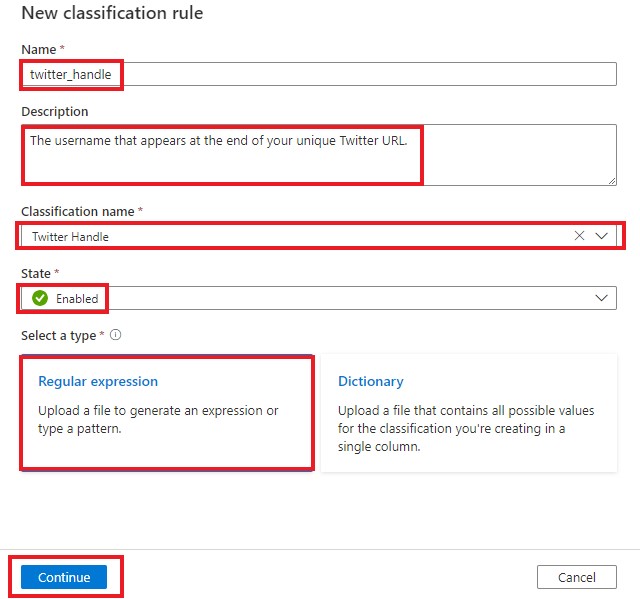 New classification rule
Name *
twitter_handle
Description
The username that appears at the end of your unique Twitter URL.
Classification name *
Twitter Handle
State *
Enabled
Select a type *
Regular expression
Upload a file to generate an expression or
type a pattern.
Dictionary
Upload a file that contains all possible values
for the classification you're creating in a
single column.
Continue
Cancel